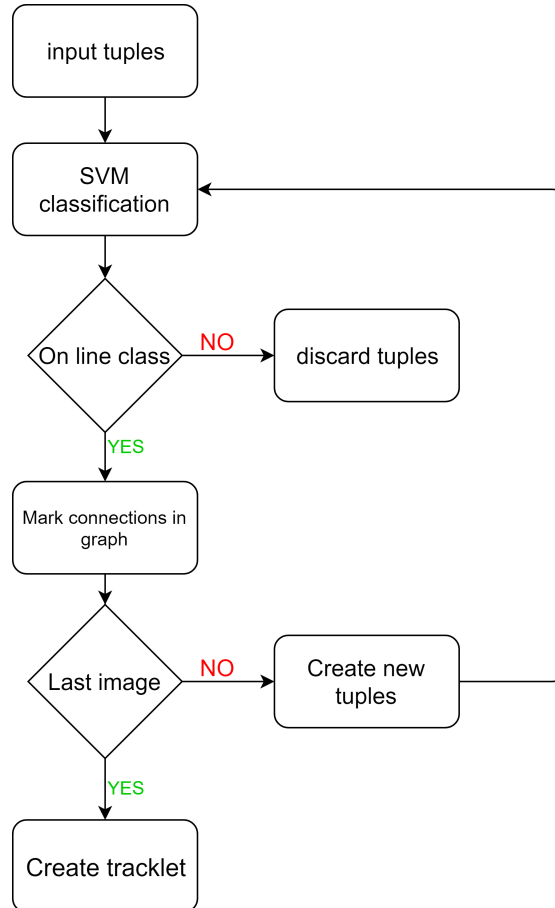 input tuples
SVM
classification
On line class
NO
discard tuples
YES
Mark connections in
graph
Last image
NO
Create new
tuples
YES
Create tracklet